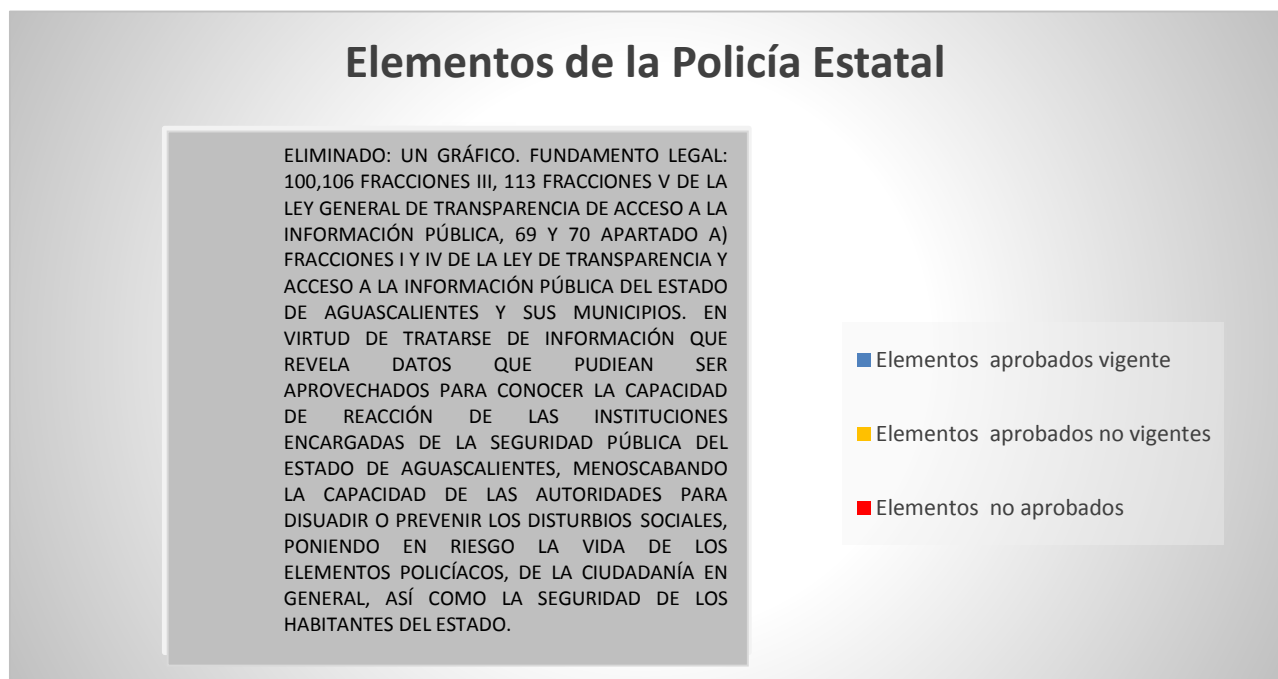 Elementos de la Policía Estatal
ELIMINADO: UN GRÁFICO. FUNDAMENTO LEGAL:
100,106 FRACCIONES III, 113 FRACCIONES V DE LA
LEY GENERAL DE TRANSPARENCIA DE ACCESO A LA
INFORMACIÓN PÚBLICA, 69 Y 70 APARTADO A)
FRACCIONES I Y IV DE LA LEY DE TRANSPARENCIA Y
ACCESO A LA INFORMACIÓN PÚBLICA DEL ESTADO
DE AGUASCALIENTES Y SUS MUNICIPIOS. EN
VIRTUD DE TRATARSE DE INFORMACIÓN QUE
REVELA DATOS QUE PUDIEAN SER
APROVECHADOS PARA CONOCER LA CAPACIDAD
DE REACCIÓN DE LAS INSTITUCIONES
ENCARGADAS DE LA SEGURIDAD PÚBLICA DEL
ESTADO DE AGUASCALIENTES, MENOSCABANDO
LA CAPACIDAD DE LAS AUTORIDADES PARA
DISUADIR O PREVENIR LOS DISTURBIOS SOCIALES,
PONIENDO EN RIESGO LA VIDA DE LOS
ELEMENTOS POLICÍACOS, DE LA CIUDADANÍA EN
GENERAL, ASÍ COMO LA SEGURIDAD DE LOS
HABITANTES DEL ESTADO.
Elementos aprobados vigente
Elementos aprobados no vigentes
Elementos no aprobados